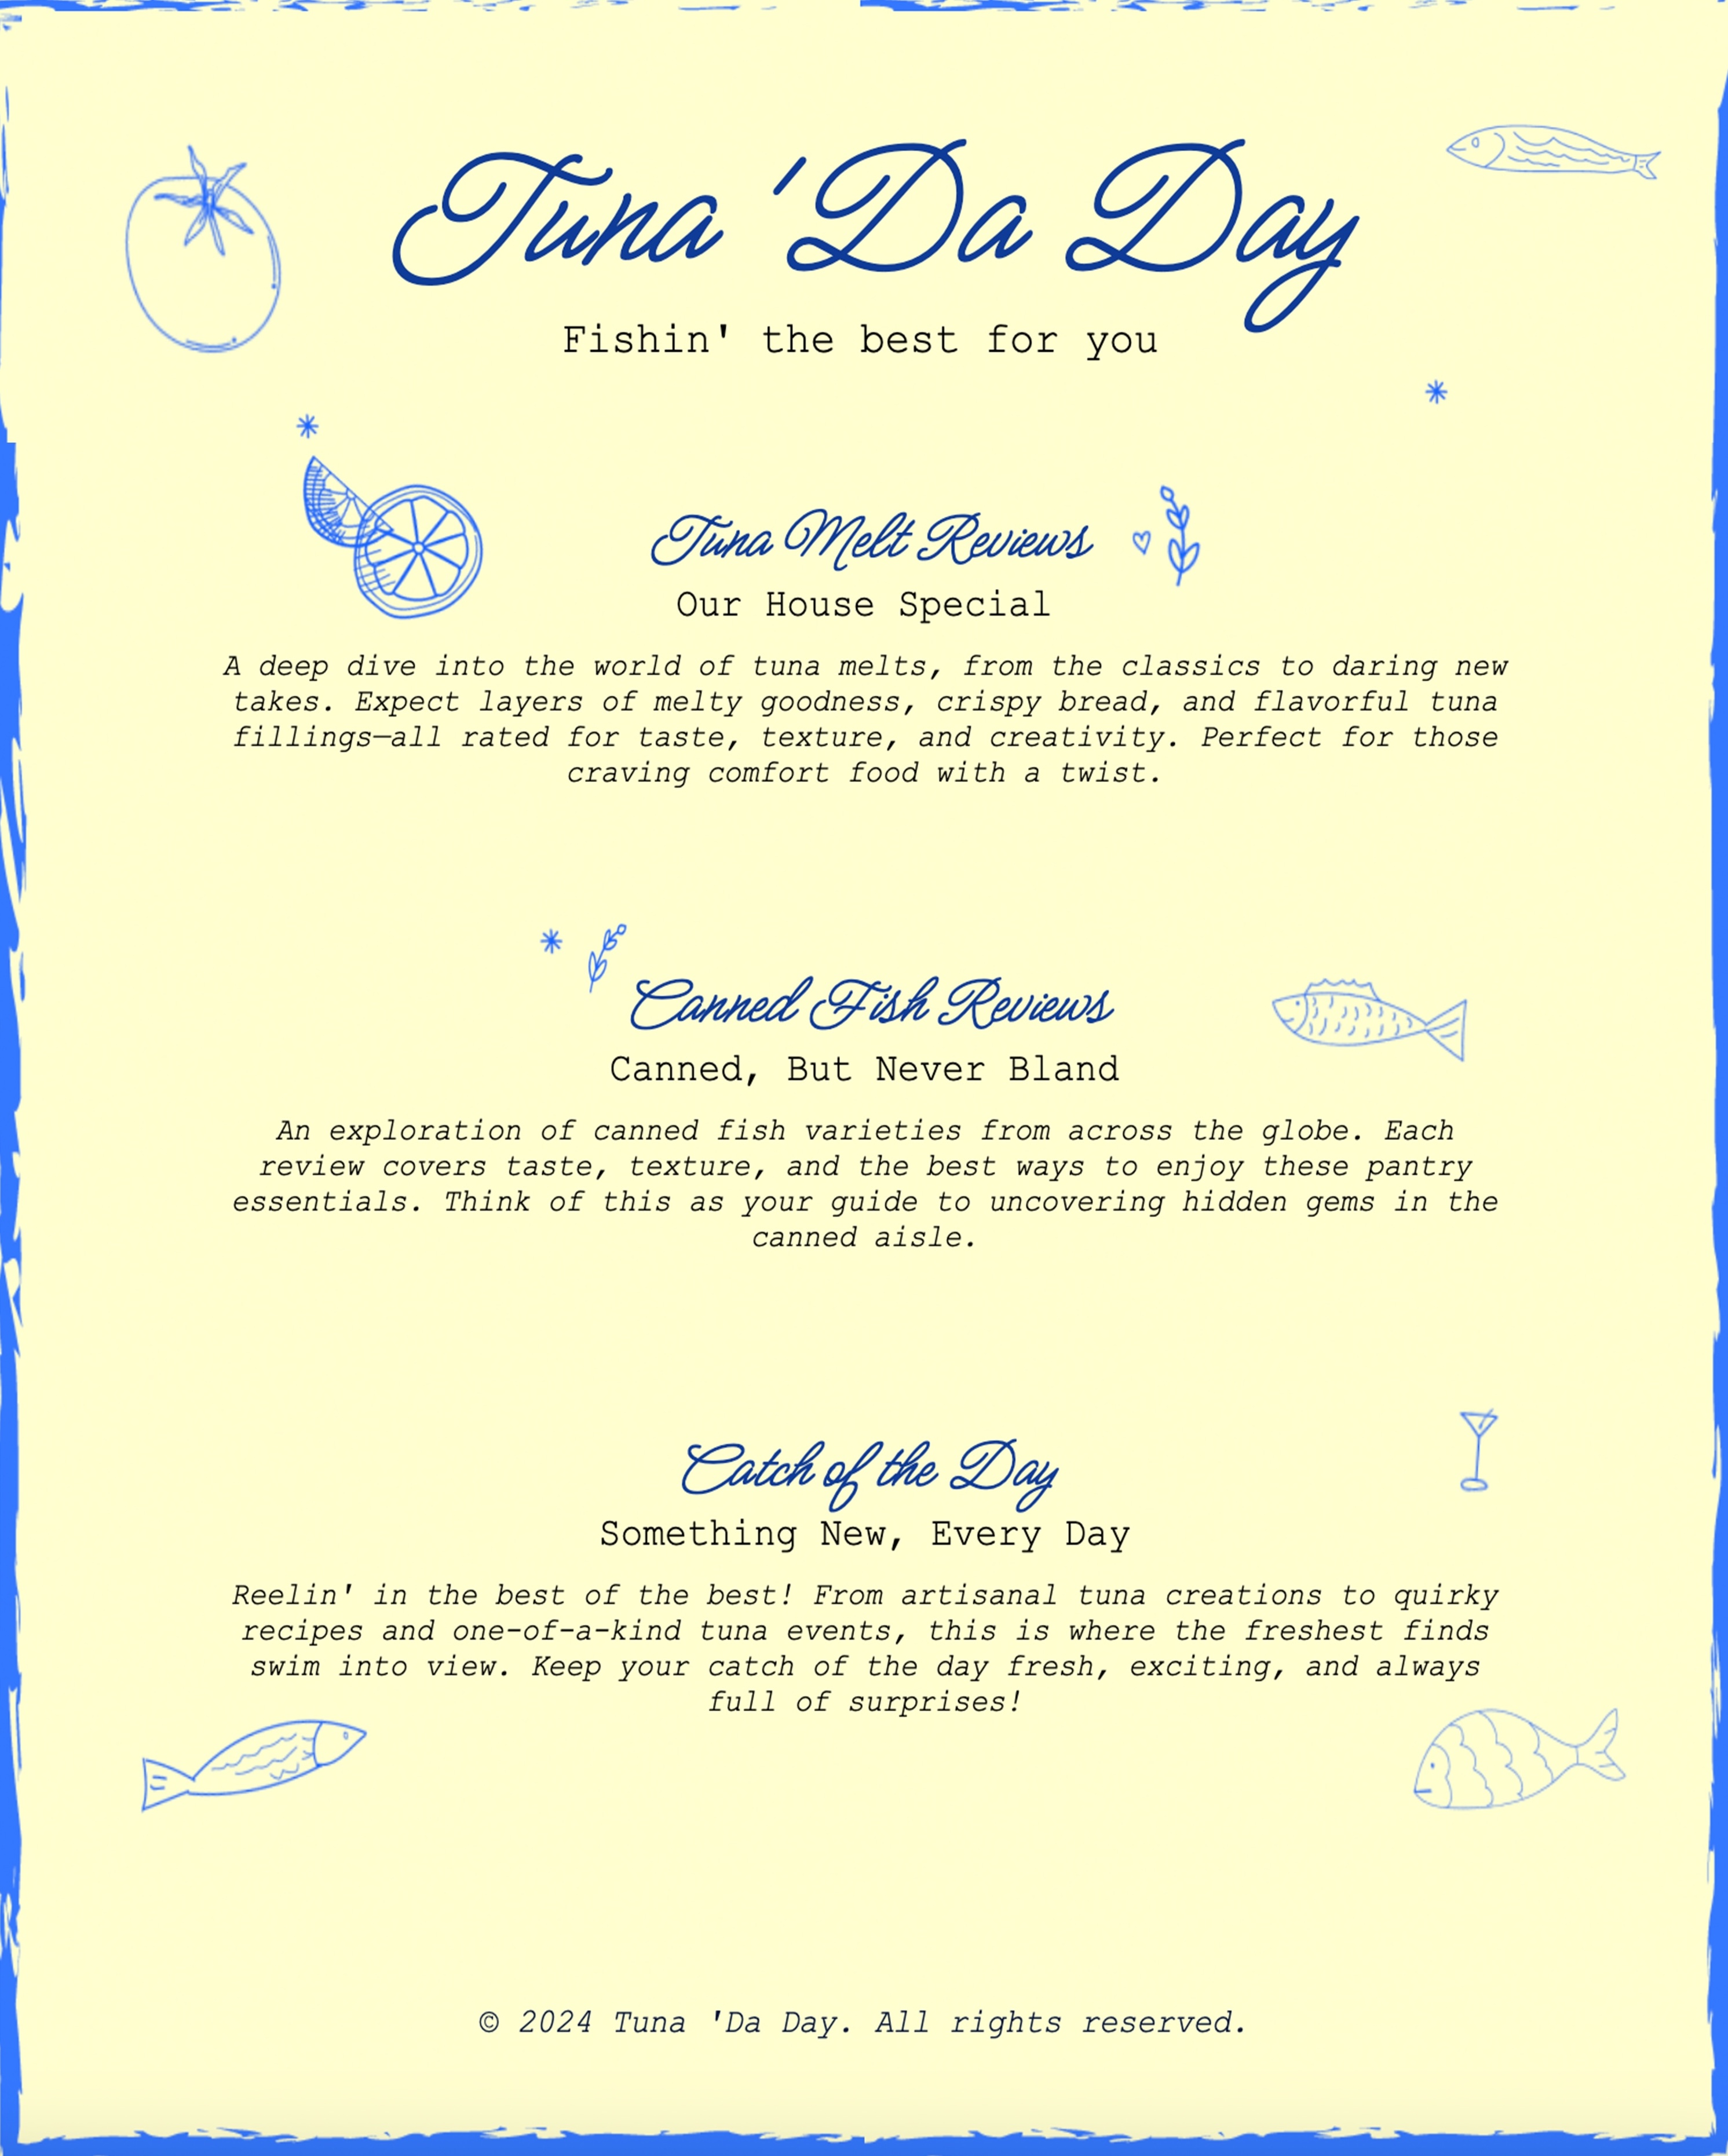 Tuna 'Da Day
Fishin' the best for you
Tuna Melt Reviews
Our House Special
A deep dive into the world of tuna melts, from the classics to daring new
takes. Expect layers of melty goodness, crispy bread, and flavorful tuna
fillings—all rated for taste, texture, and creativity. Perfect for those
craving comfort food with a twist.
Canned Fish Reviews
Canned, But Never Bland
An exploration of canned fish varieties from across the globe. Each
review covers taste, texture, and the best ways to enjoy these pantry
essentials. Think of this as your guide to uncovering hidden gems in the
canned aisle.
Catch of the Day
Something New, Every Day
Reelin' in the best of the best! From artisanal tuna creations to quirky
recipes and one-of-a-kind tuna events, this is where the freshest finds
swim into view. Keep your catch of the day fresh, exciting, and always
full of surprises!
© 2024 Tuna 'Da Day. All rights reserved.